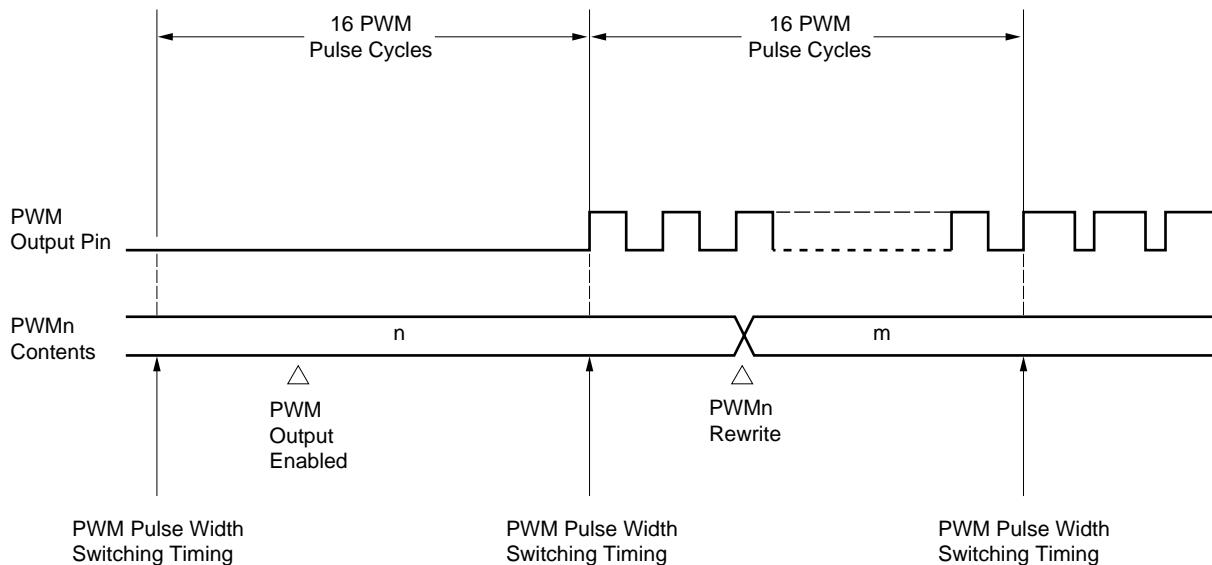 16 PWM
Pulse Cycles
16 PWM
Pulse Cycles
PWM
Output Pin
PWMn
Contents
n
m
PWM
Output
Enabled
PWMn
Rewrite
PWM Pulse Width
Switching Timing
PWM Pulse Width
Switching Timing
PWM Pulse Width
Switching Timing